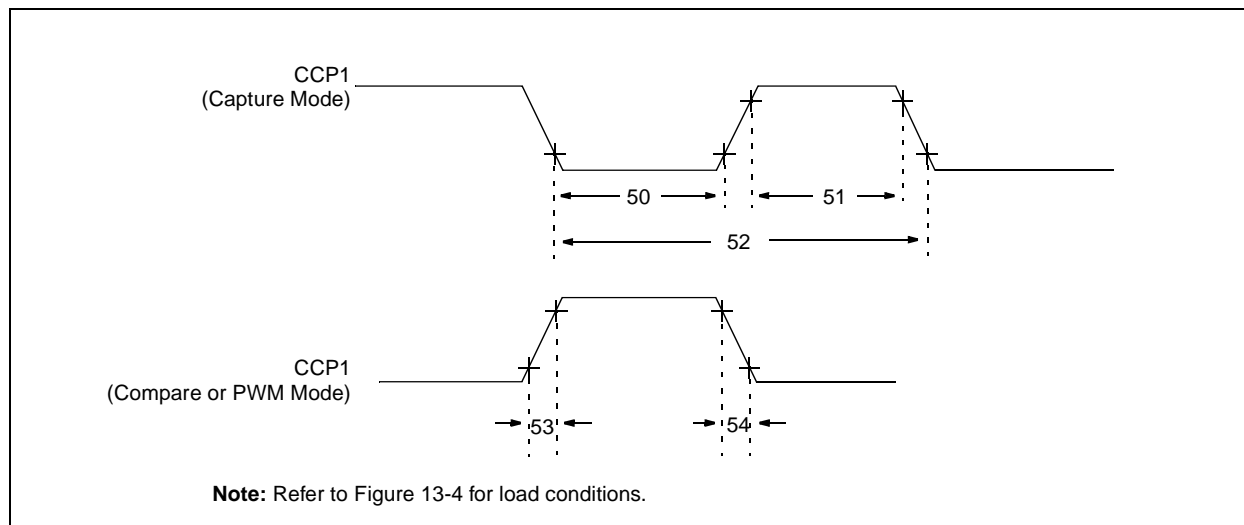 CCP1
(Capture Mode)
50
51
52
CCP1
(Compare or PWM Mode)
53
54
Note: Refer to Figure 13-4 for load conditions.